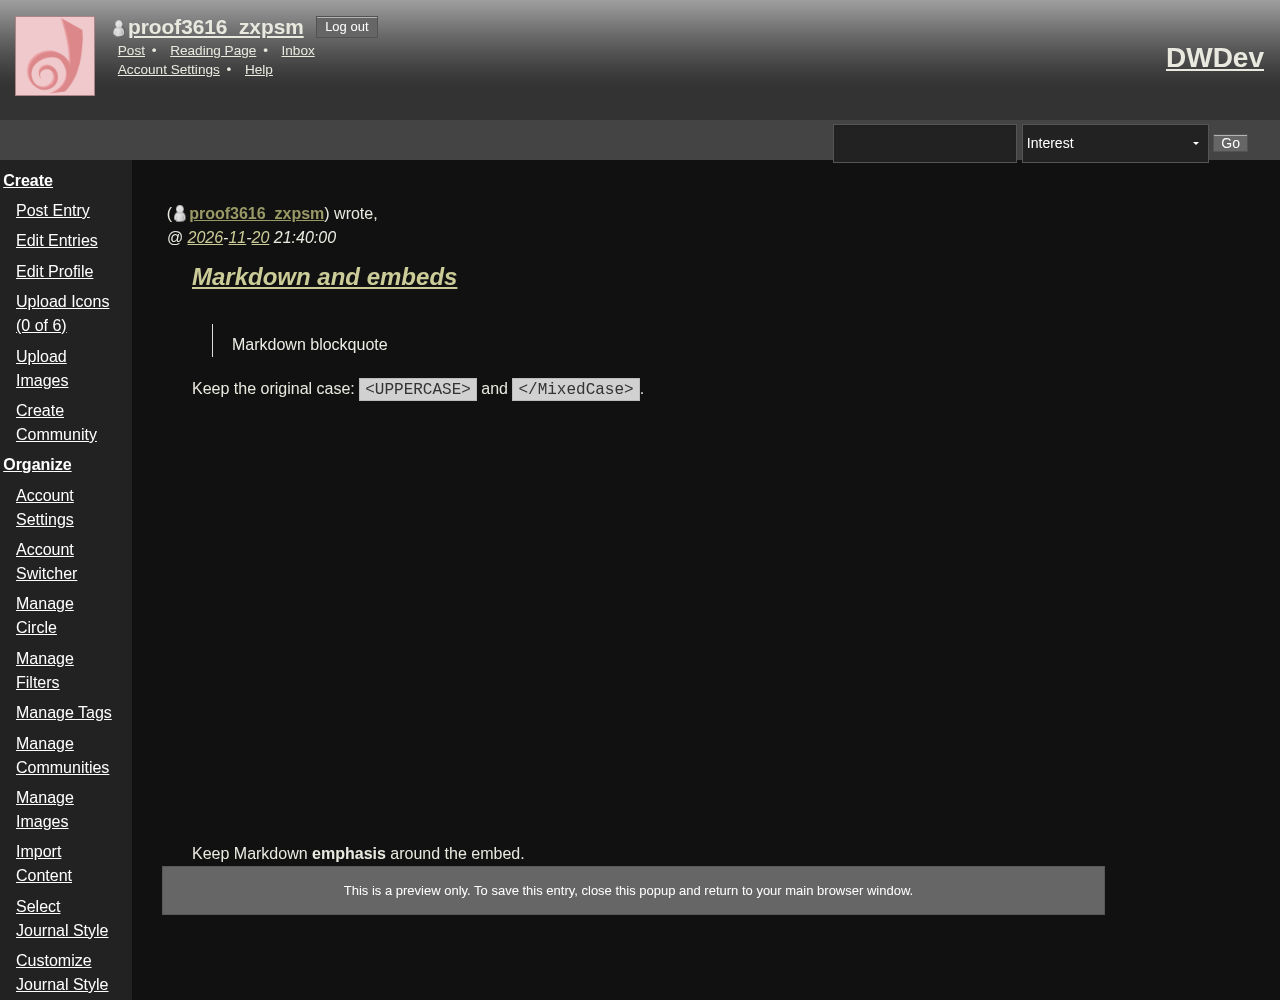 proof3616_zxpsm Log out
Post • Reading Page • Inbox
Account Settings • Help
DWDev
Interest Go
Create
Post Entry
Edit Entries
Edit Profile
Upload Icons
(0 of 6)
Upload
Images
Create
Community
Organize
Account
Settings
Account
Switcher
Manage
Circle
Manage
Filters
Manage Tags
Manage
Communities
Manage
Images
Import
Content
Select
Journal Style
Customize
Journal Style
(proof3616_zxpsm) wrote,
@ 2026-11-20 21:40:00
Markdown and embeds
Markdown blockquote
Keep the original case: <UPPERCASE> and </MixedCase>.
Keep Markdown emphasis around the embed.
This is a preview only. To save this entry, close this popup and return to your main browser window.